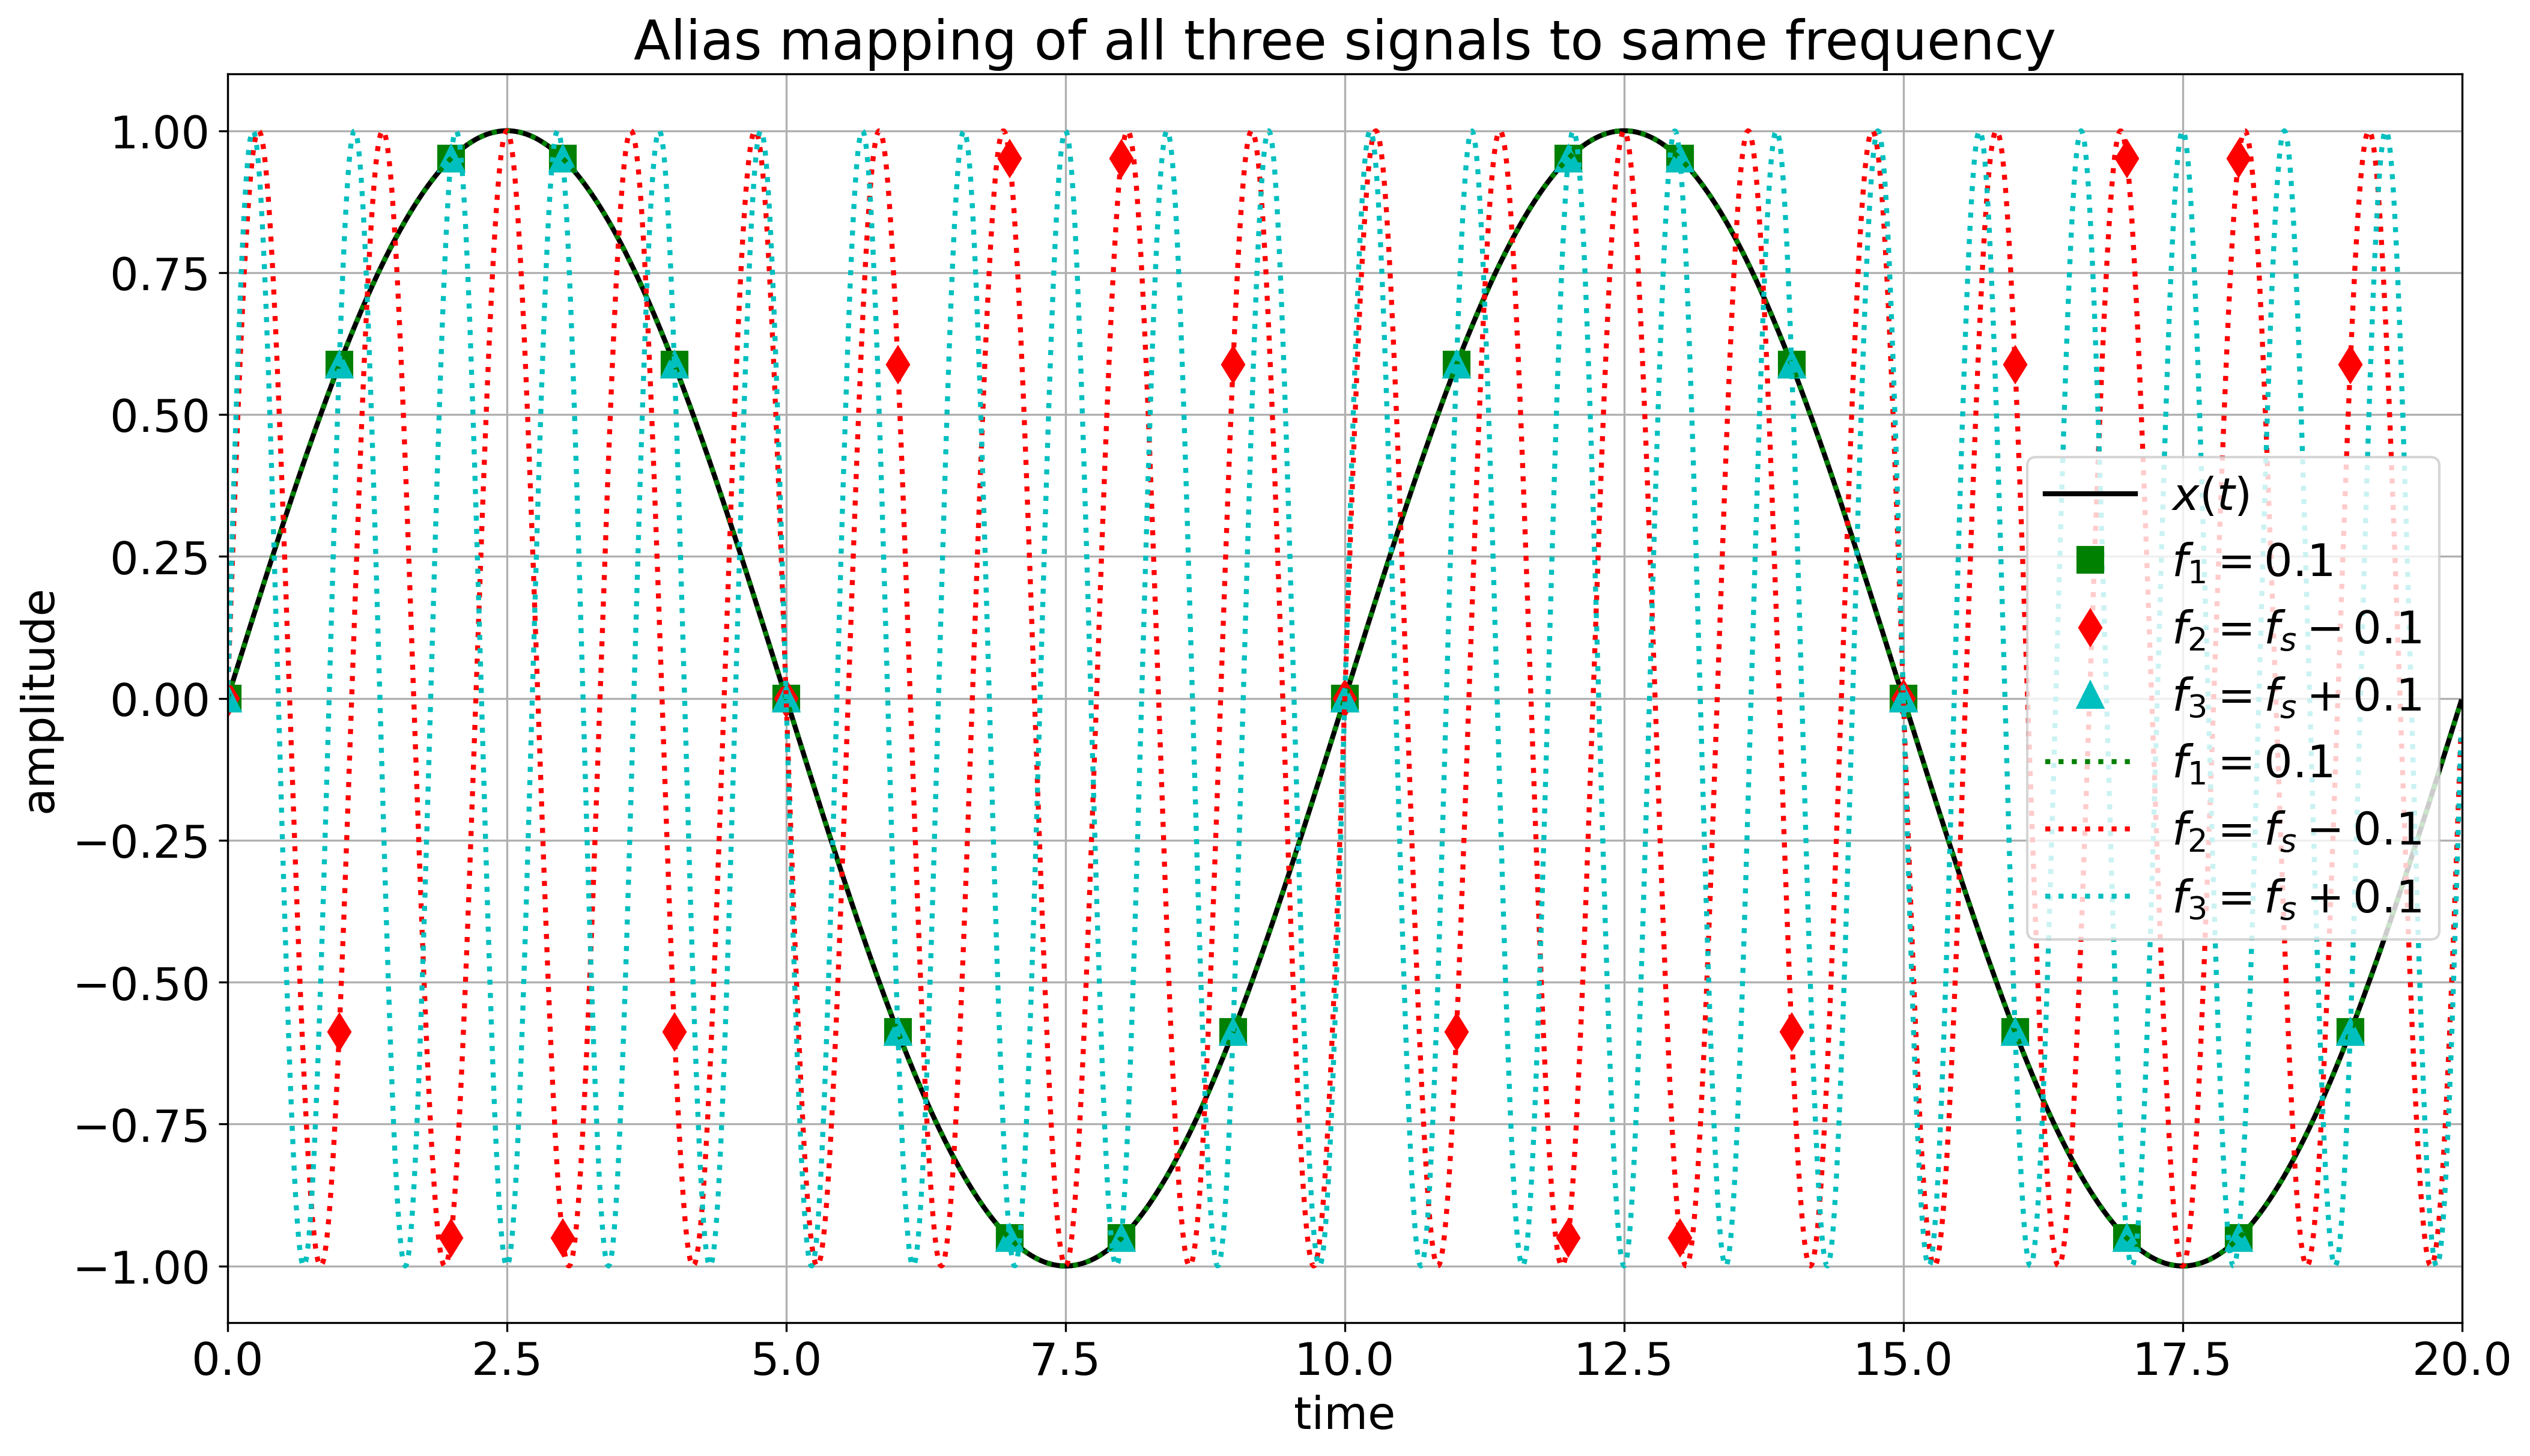 Alias mapping of all three signals to same frequency
1.00
0.75
0.50
0.25
0.00
−0.25
−0.50
−0.75
−1.00
amplitude
x(t)
f₁ = 0.1
f₂ = fₛ − 0.1
f₃ = fₛ + 0.1
f₁ = 0.1
f₂ = fₛ − 0.1
f₃ = fₛ + 0.1
0.0 2.5 5.0 7.5 10.0 12.5 15.0 17.5 20.0
time